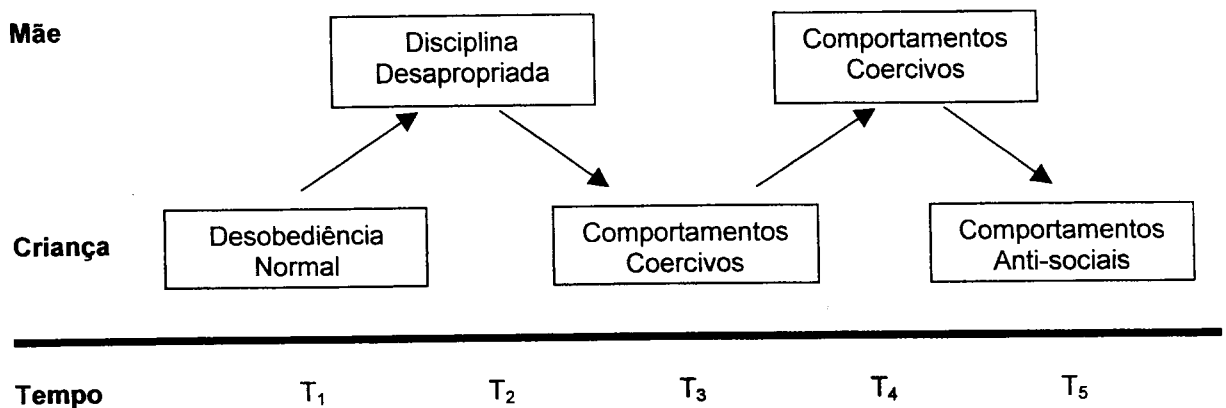 Mãe
Disciplina
Desapropriada
Comportamentos
Coercivos
Criança
Desobediência
Normal
Comportamentos
Coercivos
Comportamentos
Anti-sociais
Tempo
T₁
T₂
T₃
T₄
T₅